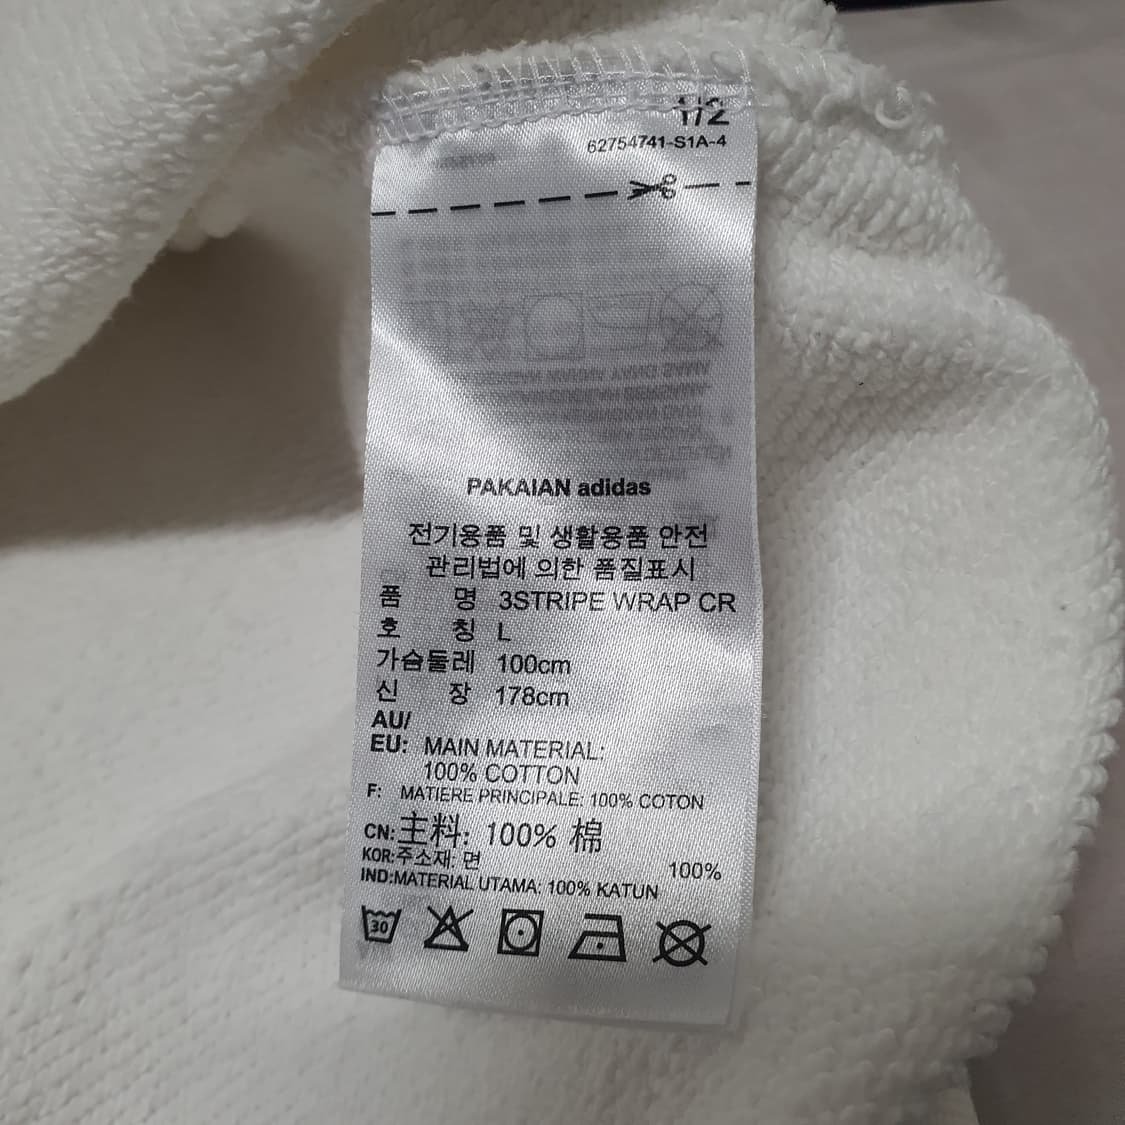 1/2
62754741-S1A-4
PAKAIAN adidas
전기용품 및 생활용품 안전
관리법에 의한 품질표시
품 명 3STRIPE WRAP CR
호 칭 L
가슴둘레 100cm
신 장 178cm
AU/
EU: MAIN MATERIAL:
100% COTTON
F: MATIERE PRINCIPALE: 100% COTON
CN:主料: 100% 棉
KOR:주소재: 면 100%
IND:MATERIAL UTAMA: 100% KATUN
30